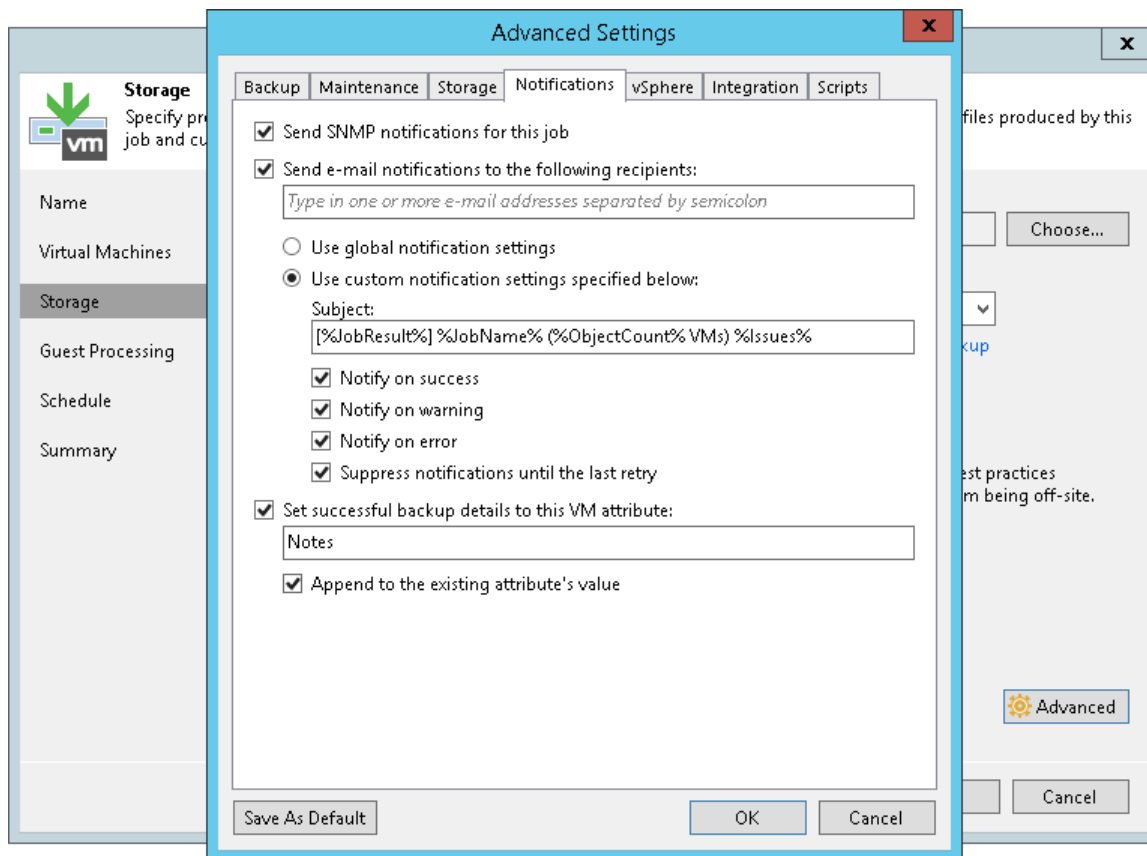 Advanced Settings
x
x
Storage
Specify pr
job and cu
files produced by this
vm
Name
Virtual Machines
Storage
Guest Processing
Schedule
Summary
Backup
Maintenance
Storage
Notifications
vSphere
Integration
Scripts
Send SNMP notifications for this job
Send e-mail notifications to the following recipients:
Type in one or more e-mail addresses separated by semicolon
Use global notification settings
Use custom notification settings specified below:
Subject:
[%JobResult%] %JobName% (%ObjectCount% VMs) %Issues%
Notify on success
Notify on warning
Notify on error
Suppress notifications until the last retry
Set successful backup details to this VM attribute:
Notes
Append to the existing attribute's value
Choose...
kup
est practices
m being off-site.
Advanced
Save As Default
OK
Cancel
Cancel